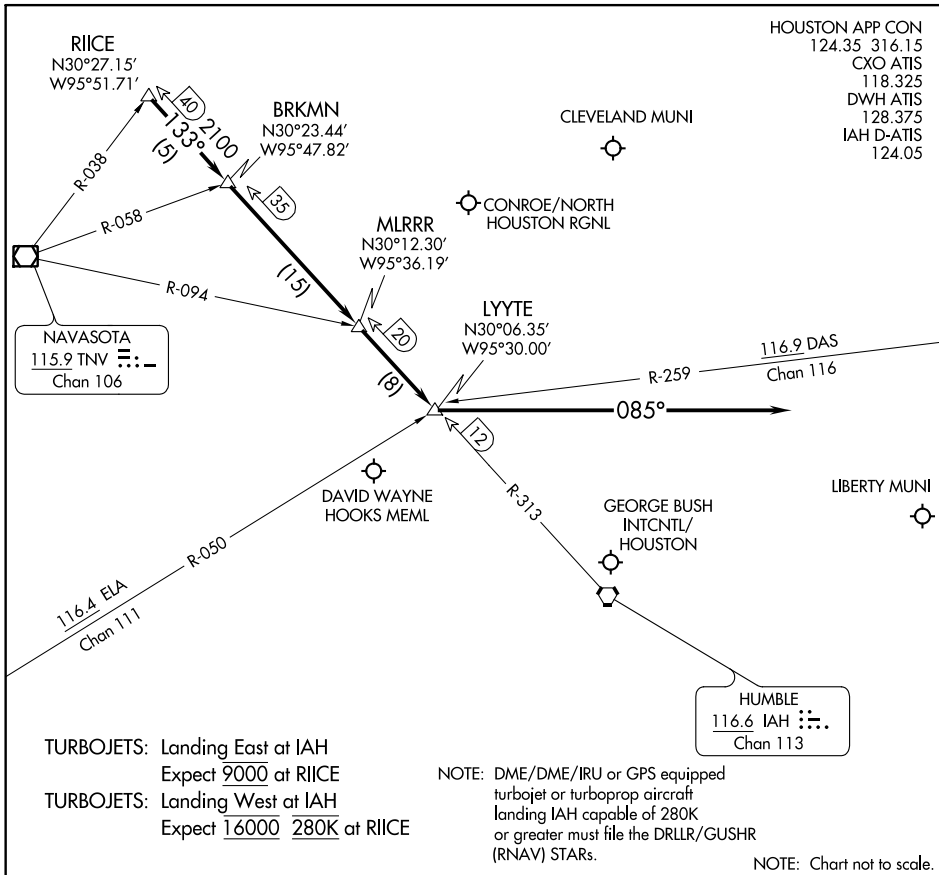 HOUSTON APP CON
124.35 316.15
CXO ATIS
118.325
DWH ATIS
128.375
IAH D-ATIS
124.05
RIICE
N30°27.15′
W95°51.71′
40
133°
2100
(5)
BRKMN
N30°23.44′
W95°47.82′
CLEVELAND MUNI
R-038
35
CONROE/NORTH
HOUSTON RGNL
R-058
MLRRR
N30°12.30′
W95°36.19′
(15)
R-094
NAVASOTA
115.9 TNV
Chan 106
20
LYYTE
N30°06.35′
W95°30.00′
116.9 DAS
Chan 116
R-259
(8)
085°
12
DAVID WAYNE
HOOKS MEML
R-313
LIBERTY MUNI
GEORGE BUSH
INTCNTL/
HOUSTON
R-050
116.4 ELA
Chan 111
HUMBLE
116.6 IAH
Chan 113
TURBOJETS: Landing East at IAH
Expect 9000 at RIICE
TURBOJETS: Landing West at IAH
Expect 16000 280K at RIICE
NOTE: DME/DME/IRU or GPS equipped
turbojet or turboprop aircraft
landing IAH capable of 280K
or greater must file the DRLLR/GUSHR
(RNAV) STARs.
NOTE: Chart not to scale.